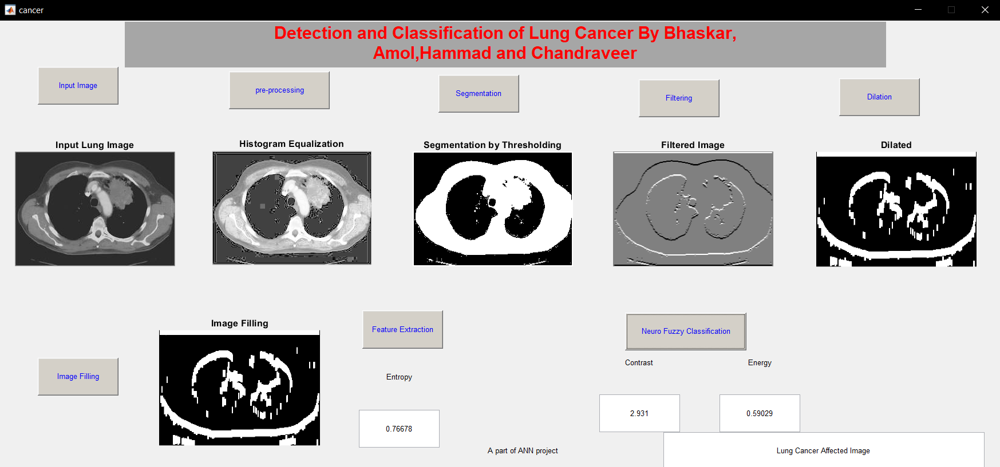 cancer
Detection and Classification of Lung Cancer By Bhaskar,
Amol,Hammad and Chandraveer
Input Image
pre-processing
Segmentation
Filtering
Dilation
Input Lung Image
Histogram Equalization
Segmentation by Thresholding
Filtered Image
Dilated
Image Filling
Image Filling
Feature Extraction
Neuro Fuzzy Classification
Entropy
Contrast
Energy
0.76678
2.931
0.59029
A part of ANN project
Lung Cancer Affected Image